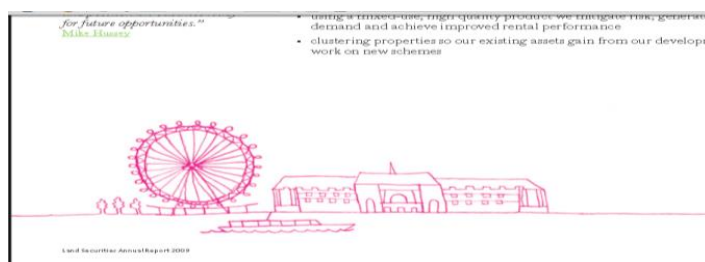 for future opportunities.”
Mike Hussey
• using a mixed-use, high quality product we mitigate risk, generate
demand and achieve improved rental performance
• clustering properties so our existing assets gain from our develop
work on new schemes
Land Securities Annual Report 2009